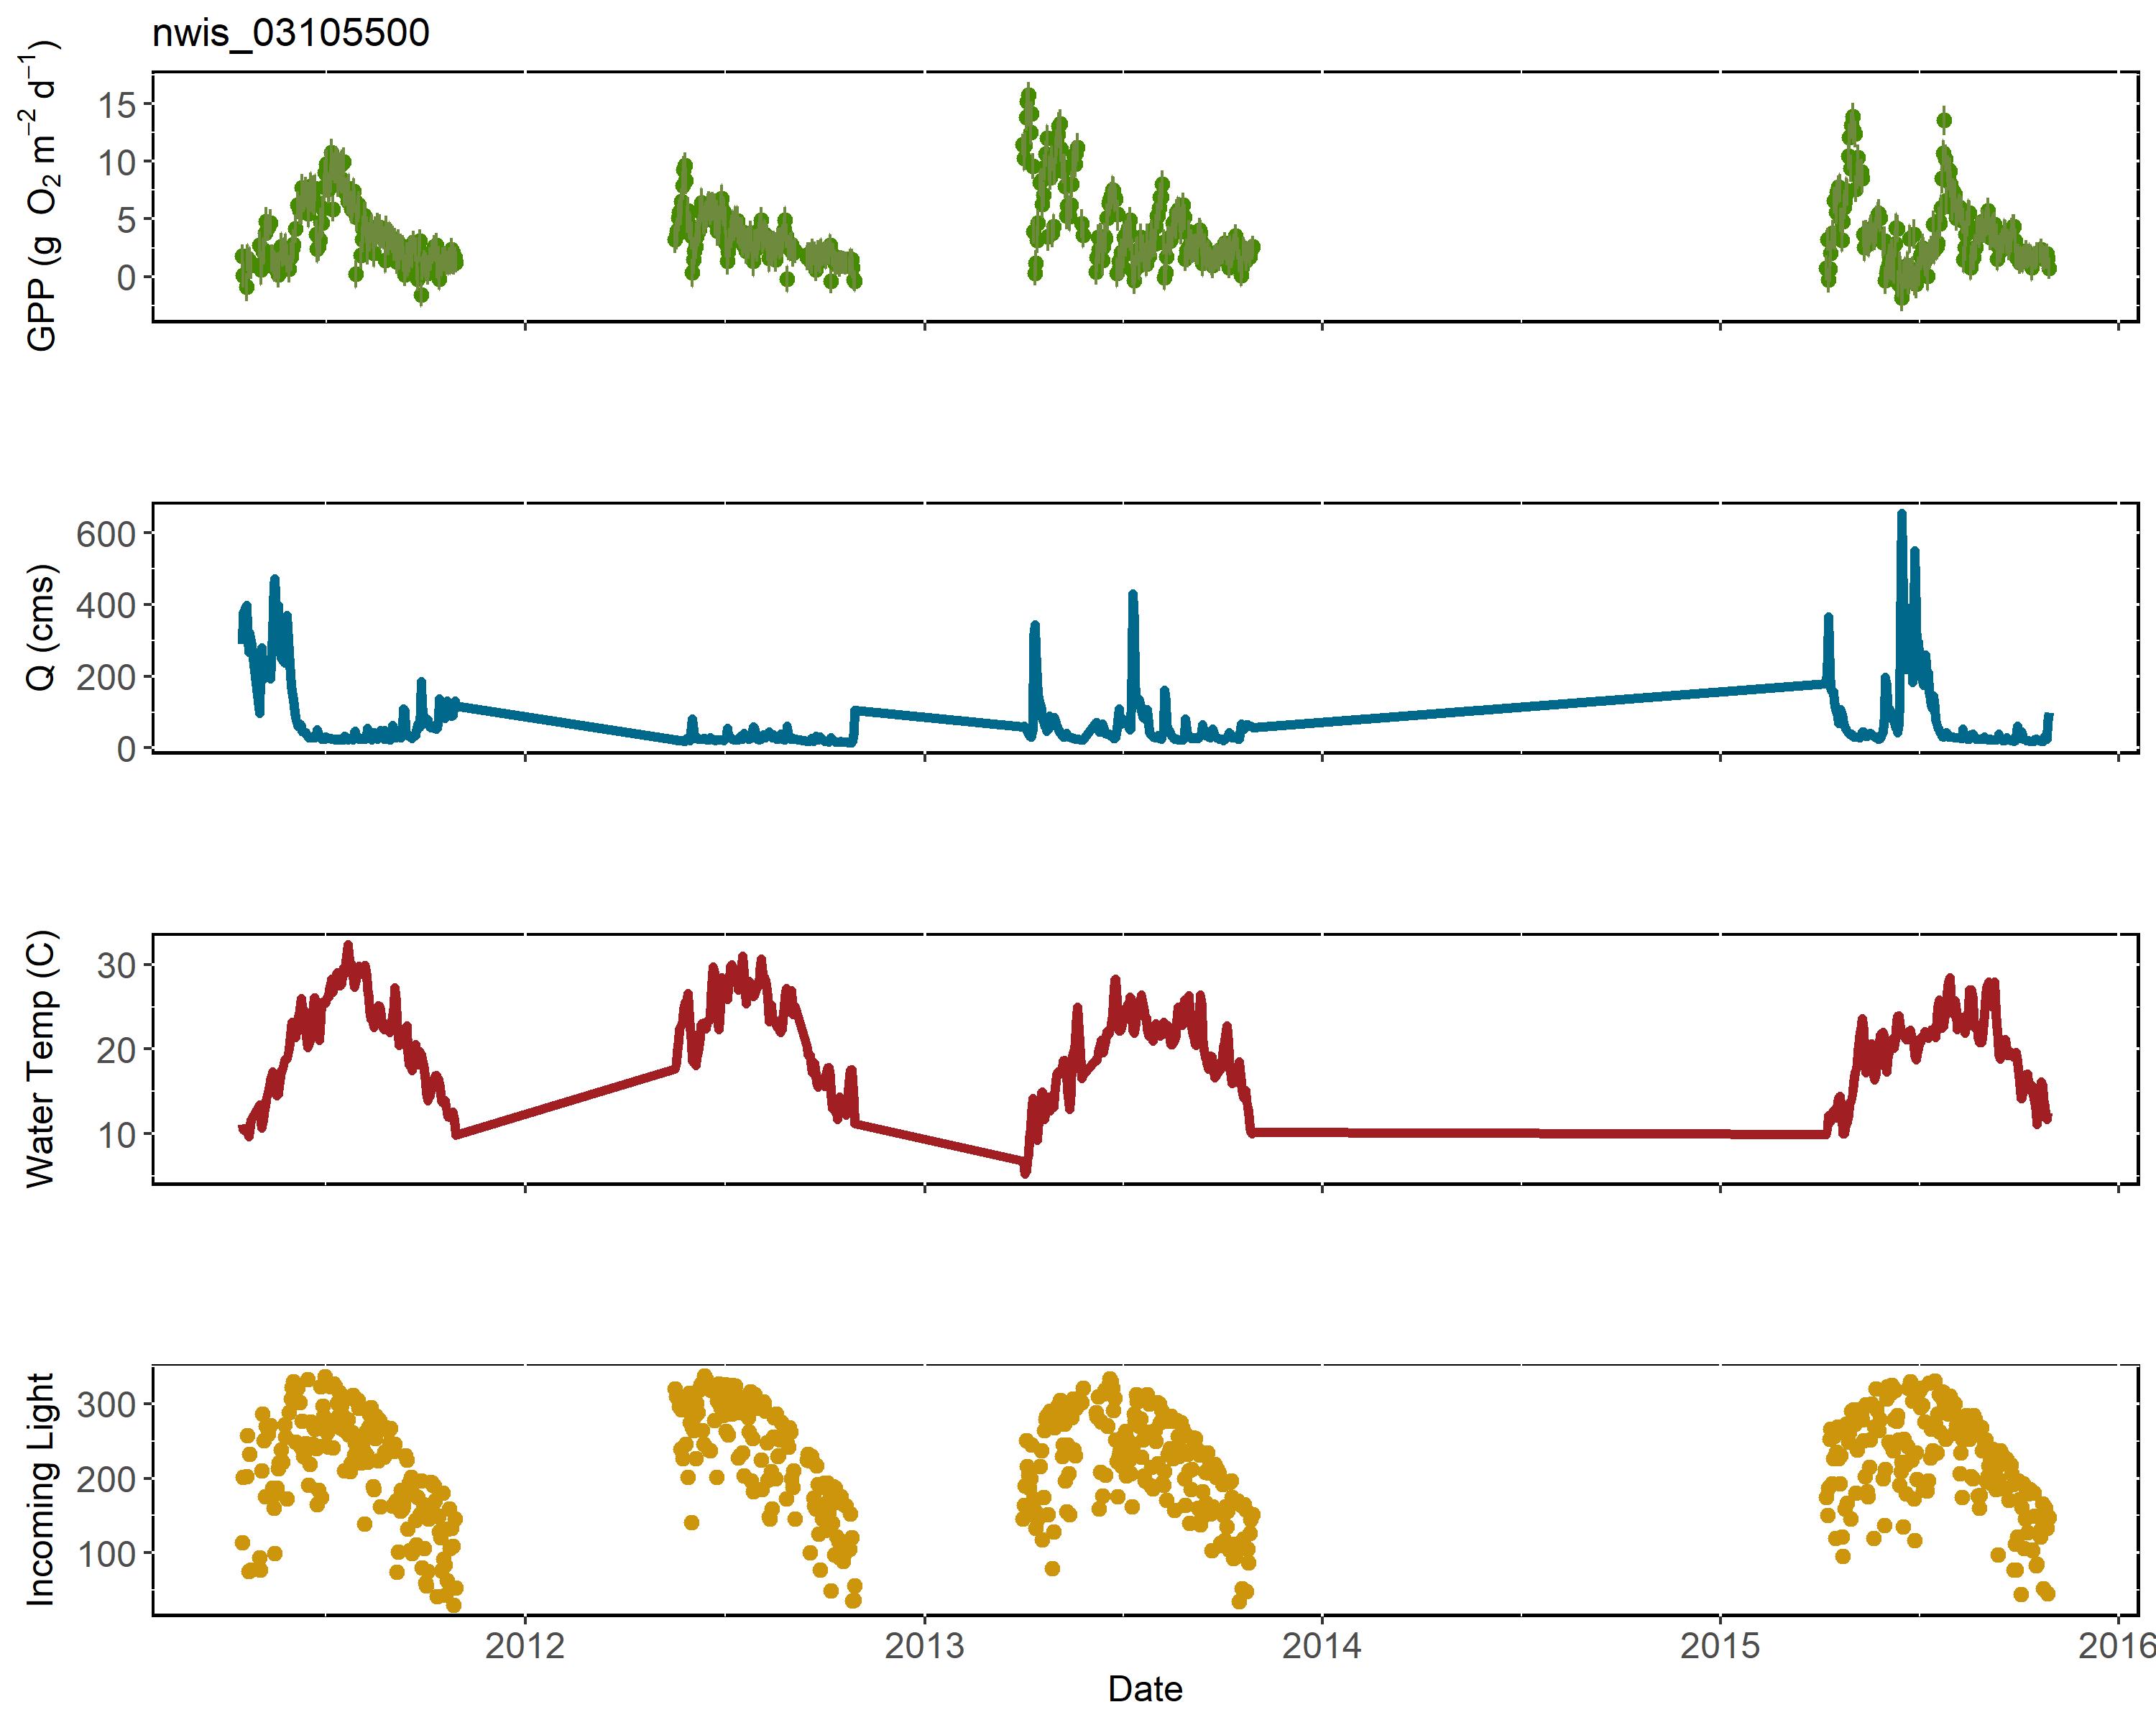 nwis_03105500
GPP (g O₂ m⁻² d⁻¹)
15
10
5
0
Q (cms)
600
400
200
0
Water Temp (C)
30
20
10
Incoming Light
300
200
100
2012 2013 2014 2015 2016
Date